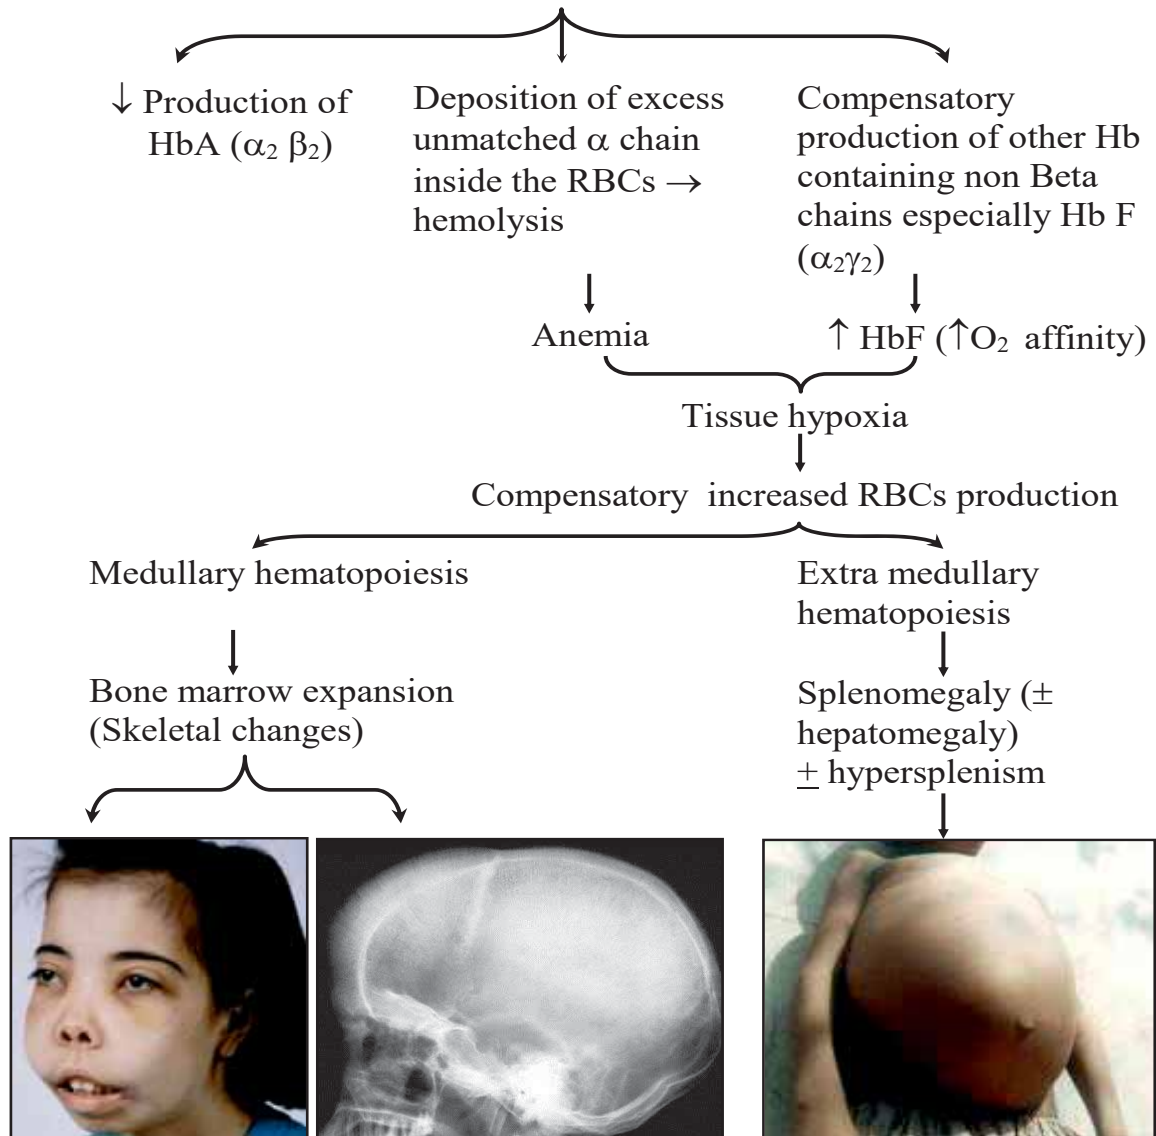 ↓ Production of
HbA (α₂ β₂)
Deposition of excess
unmatched α chain
inside the RBCs →
hemolysis
Compensatory
production of other Hb
containing non Beta
chains especially Hb F
(α₂γ₂)
Anemia
↑ HbF (↑O₂ affinity)
Tissue hypoxia
Compensatory increased RBCs production
Medullary hematopoiesis
Bone marrow expansion
(Skeletal changes)
Extra medullary
hematopoiesis
Splenomegaly (±
hepatomegaly)
± hypersplenism